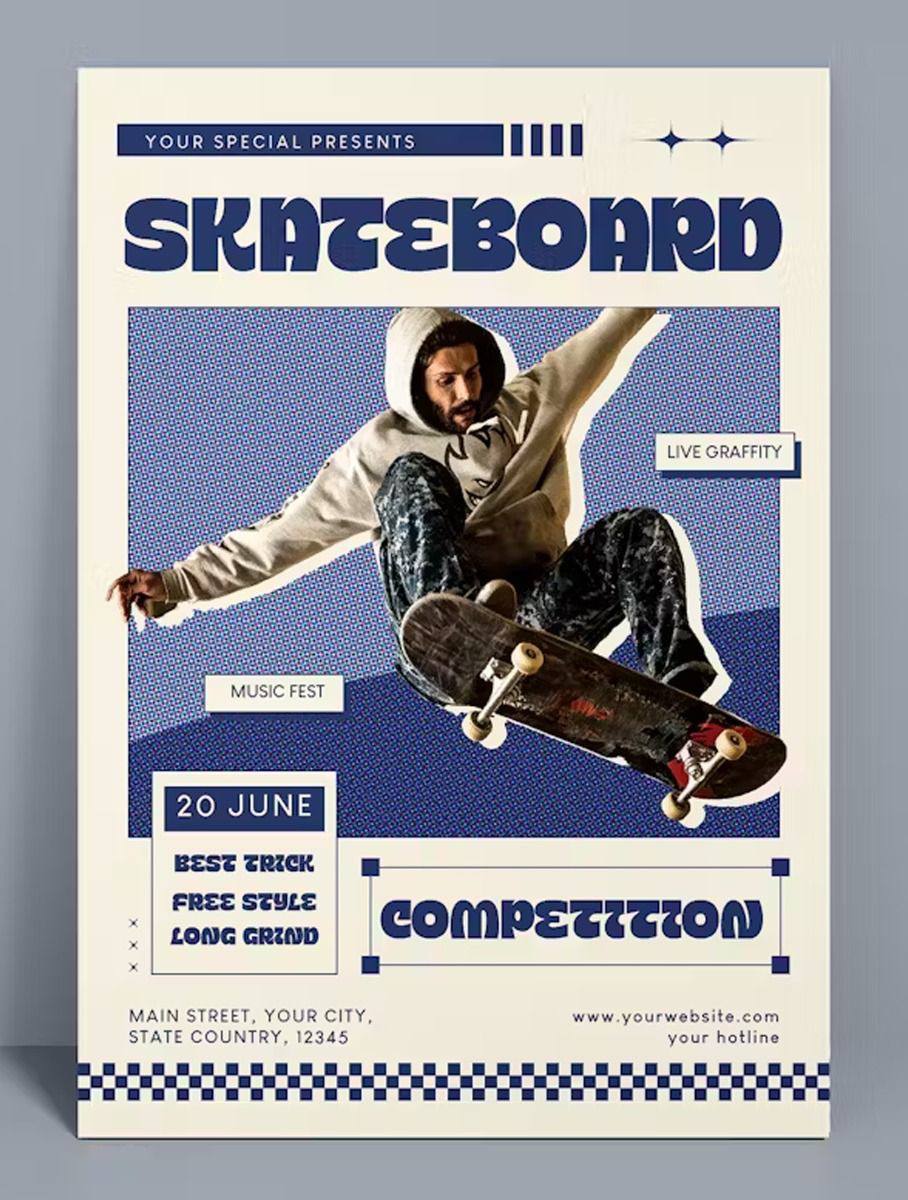 YOUR SPECIAL PRESENTS
SKATEBOARD
LIVE GRAFFITY
MUSIC FEST
20 JUNE
BEST TRICK
FREE STYLE
LONG GRIND
COMPETITION
MAIN STREET, YOUR CITY,
STATE COUNTRY, 12345
www.yourwebsite.com
your hotline